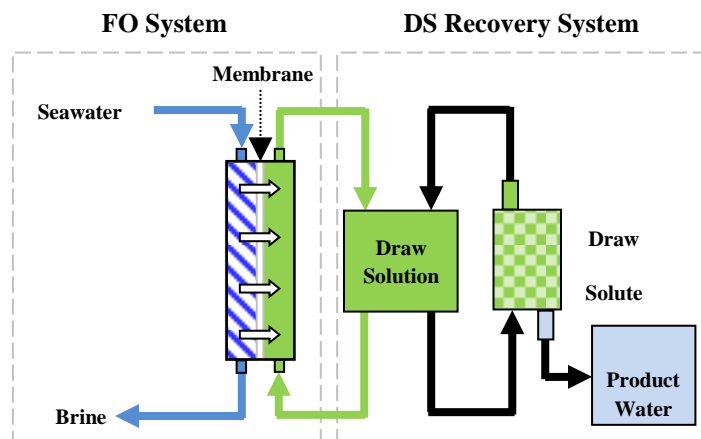 FO System
DS Recovery System
Membrane
Seawater
Draw
Solution
Draw
Solute
Product
Water
Brine